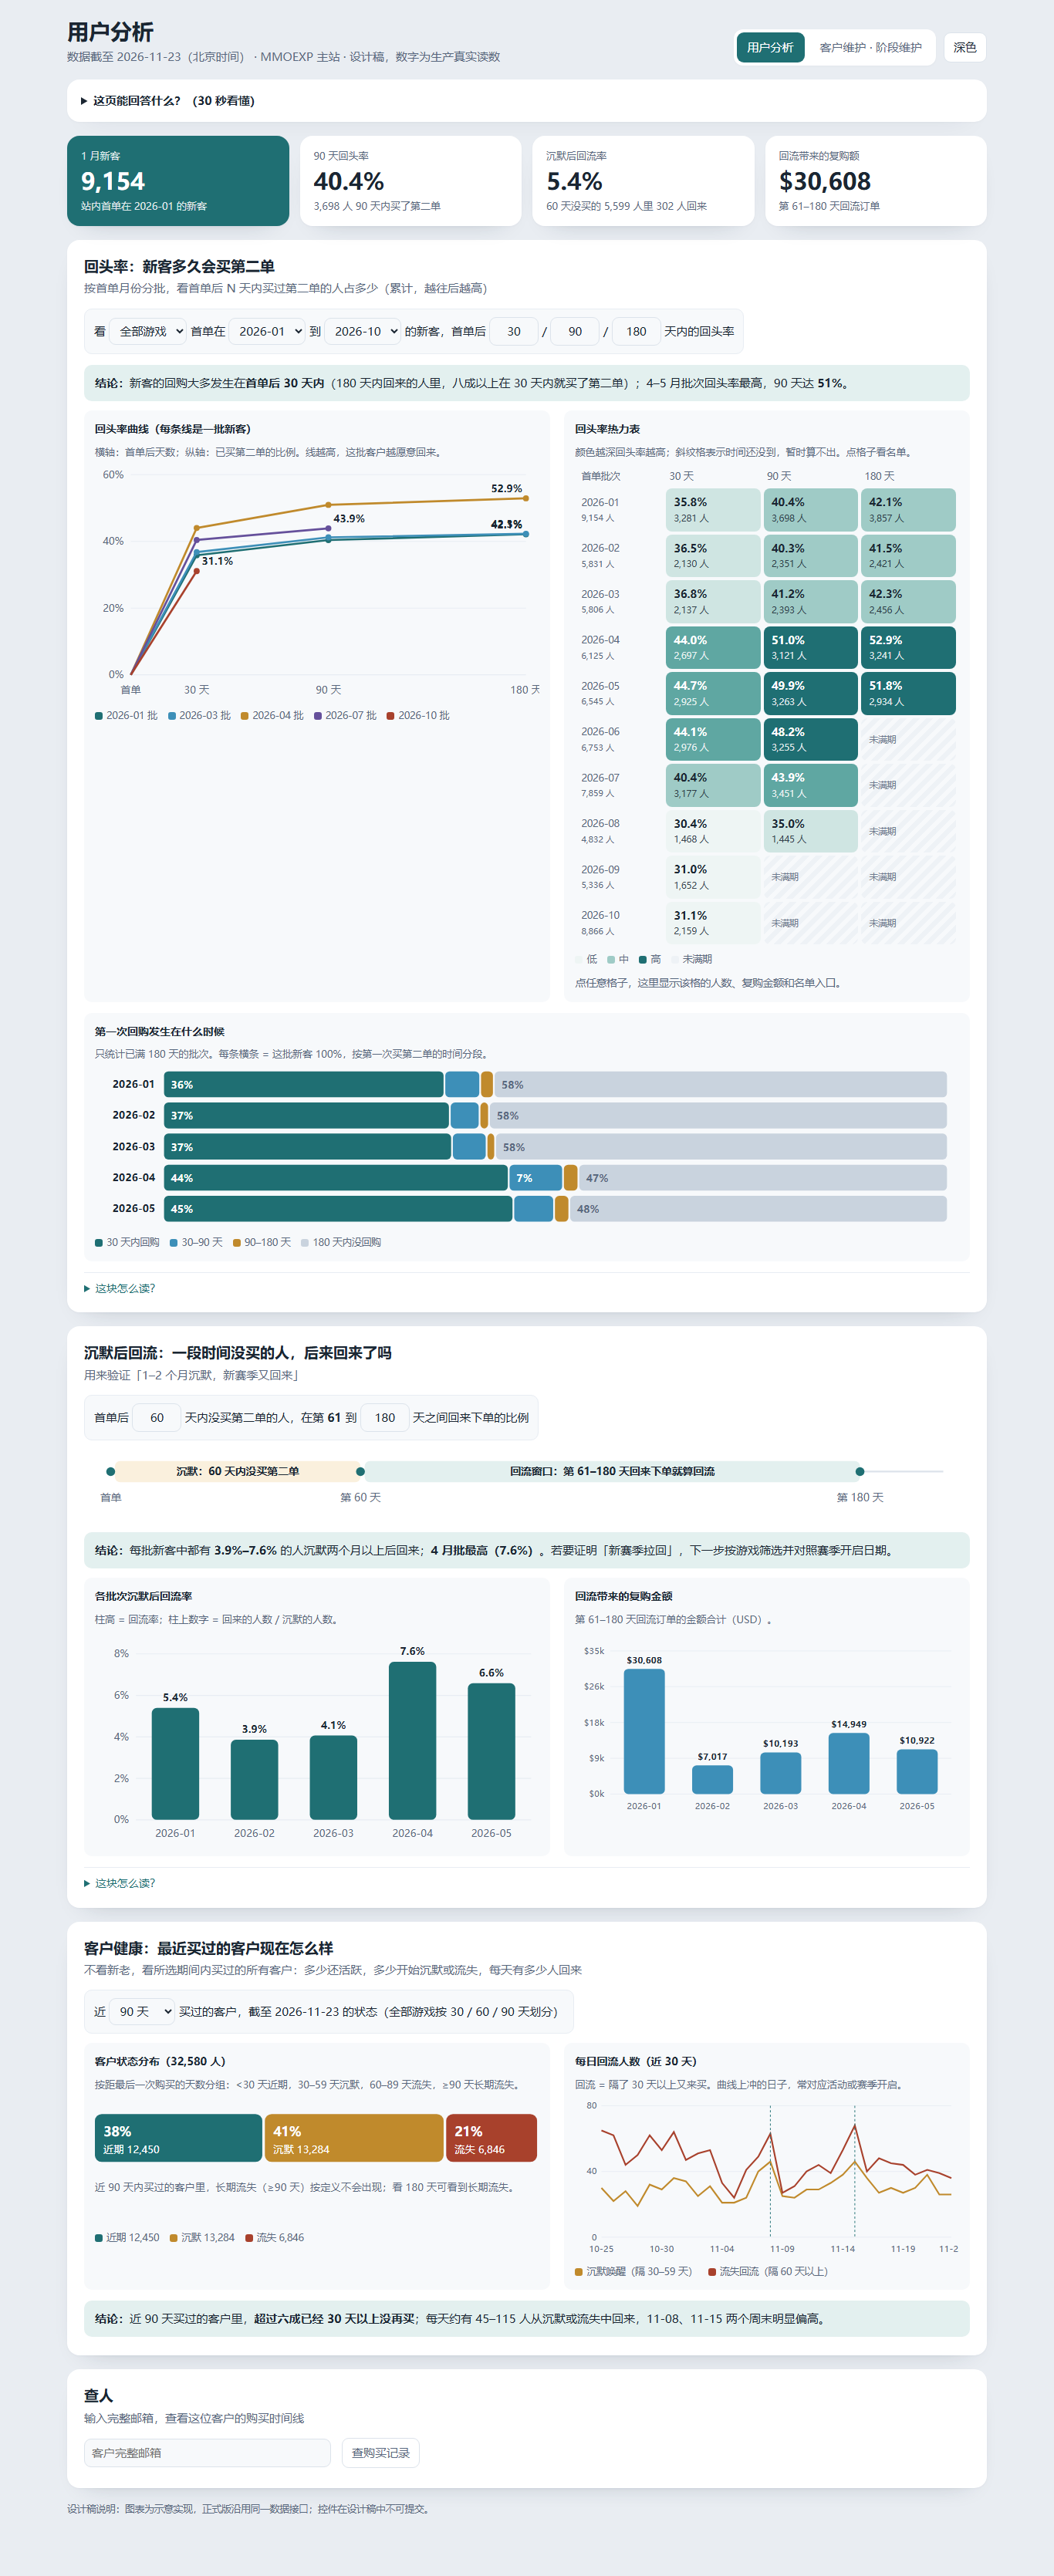 用户分析
数据截至 2026-11-23（北京时间） · MMOEXP 主站 · 设计稿，数字为生产真实读数
用户分析
客户维护 · 阶段维护
深色
▶ 这页能回答什么？（30 秒看懂）
1 月新客
9,154
站内首单在 2026-01 的新客
90 天回头率
40.4%
3,698 人 90 天内买了第二单
沉默后回流率
5.4%
60 天没买的 5,599 人里 302 人回来
回流带来的复购额
$30,608
第 61–180 天回流订单
回头率：新客多久会买第二单
按首单月份分批，看首单后 N 天内买过第二单的人占多少（累计，越往后越高）
看 全部游戏 首单在 2026-01 到 2026-10 的新客，首单后 30 / 90 / 180 天内的回头率
结论：新客的回购大多发生在首单后 30 天内（180 天内回来的人里，八成以上在 30 天内就买了第二单）；4–5 月批次回头率最高，90 天达 51%。
回头率曲线（每条线是一批新客）
横轴：首单后天数；纵轴：已买第二单的比例。线越高，这批客户越愿意回来。
60%
40%
20%
0%
52.9%
43.9%
31.1%
首单
30 天
90 天
180 天
2026-01 批
2026-03 批
2026-04 批
2026-07 批
2026-10 批
回头率热力表
颜色越深回头率越高；斜纹格表示时间还没到，暂时算不出。点格子看名单。
首单批次 30 天 90 天 180 天
2026-01 35.8% 40.4% 42.1%
9,154 人 3,281 人 3,698 人 3,857 人
2026-02 36.5% 40.3% 41.5%
5,831 人 2,130 人 2,351 人 2,421 人
2026-03 36.8% 41.2% 42.3%
5,806 人 2,137 人 2,393 人 2,456 人
2026-04 44.0% 51.0% 52.9%
6,125 人 2,697 人 3,121 人 3,241 人
2026-05 44.7% 49.9% 51.8%
6,545 人 2,925 人 3,263 人 2,934 人
2026-06 44.1% 48.2% 未满期
6,753 人 2,976 人 3,255 人
2026-07 40.4% 43.9% 未满期
7,859 人 3,177 人 3,451 人
2026-08 30.4% 35.0% 未满期
4,832 人 1,468 人 1,445 人
2026-09 31.0% 未满期 未满期
5,336 人 1,652 人
2026-10 31.1% 未满期 未满期
8,866 人 2,159 人
低 中 高 未满期
点任意格子，这里显示该格的人数、复购金额和名单入口。
第一次回购发生在什么时候
只统计已满 180 天的批次。每条横条 = 这批新客 100%，按第一次买第二单的时间分段。
2026-01 36% 58%
2026-02 37% 58%
2026-03 37% 58%
2026-04 44% 7% 47%
2026-05 45% 48%
30 天内回购 30–90 天 90–180 天 180 天内没回购
▶ 这块怎么读？
沉默后回流：一段时间没买的人，后来回来了吗
用来验证「1–2 个月沉默，新赛季又回来」
首单后 60 天内没买第二单的人，在第 61 到 180 天之间回来下单的比例
沉默：60 天内没买第二单
回流窗口：第 61–180 天回来下单就算回流
首单
第 60 天
第 180 天
结论：每批新客中都有 3.9%–7.6% 的人沉默两个月以上后回来；4 月批最高（7.6%）。若要证明「新赛季拉回」，下一步按游戏筛选并对照赛季开启日期。
各批次沉默后回流率
柱高 = 回流率；柱上数字 = 回来的人数 / 沉默的人数。
8%
6%
4%
2%
0%
5.4%
3.9%
4.1%
7.6%
6.6%
2026-01 2026-02 2026-03 2026-04 2026-05
回流带来的复购金额
第 61–180 天回流订单的金额合计（USD）。
$35k
$26k
$18k
$9k
$0k
$30,608
$7,017
$10,193
$14,949
$10,922
2026-01 2026-02 2026-03 2026-04 2026-05
▶ 这块怎么读？
客户健康：最近买过的客户现在怎么样
不看新老，看所选期间内买过的所有客户：多少还活跃，多少开始沉默或流失，每天有多少人回来
近 90 天 买过的客户，截至 2026-11-23 的状态（全部游戏按 30 / 60 / 90 天划分）
客户状态分布（32,580 人）
按距最后一次购买的天数分组：<30 天近期，30–59 天沉默，60–89 天流失，≥90 天长期流失。
38%
近期 12,450
41%
沉默 13,284
21%
流失 6,846
近 90 天内买过的客户里，长期流失（≥90 天）按定义不会出现；看 180 天可看到长期流失。
近期 12,450 沉默 13,284 流失 6,846
每日回流人数（近 30 天）
回流 = 隔了 30 天以上又来买。曲线上冲的日子，常对应活动或赛季开启。
80
40
0
10-25 10-30 11-04 11-09 11-14 11-19 11-2
沉默唤醒（隔 30–59 天） 流失回流（隔 60 天以上）
结论：近 90 天买过的客户里，超过六成已经 30 天以上没再买；每天约有 45–115 人从沉默或流失中回来，11-08、11-15 两个周末明显偏高。
查人
输入完整邮箱，查看这位客户的购买时间线
客户完整邮箱
查购买记录
设计稿说明：图表为示意实现，正式版沿用同一数据接口；控件在设计稿中不可提交。